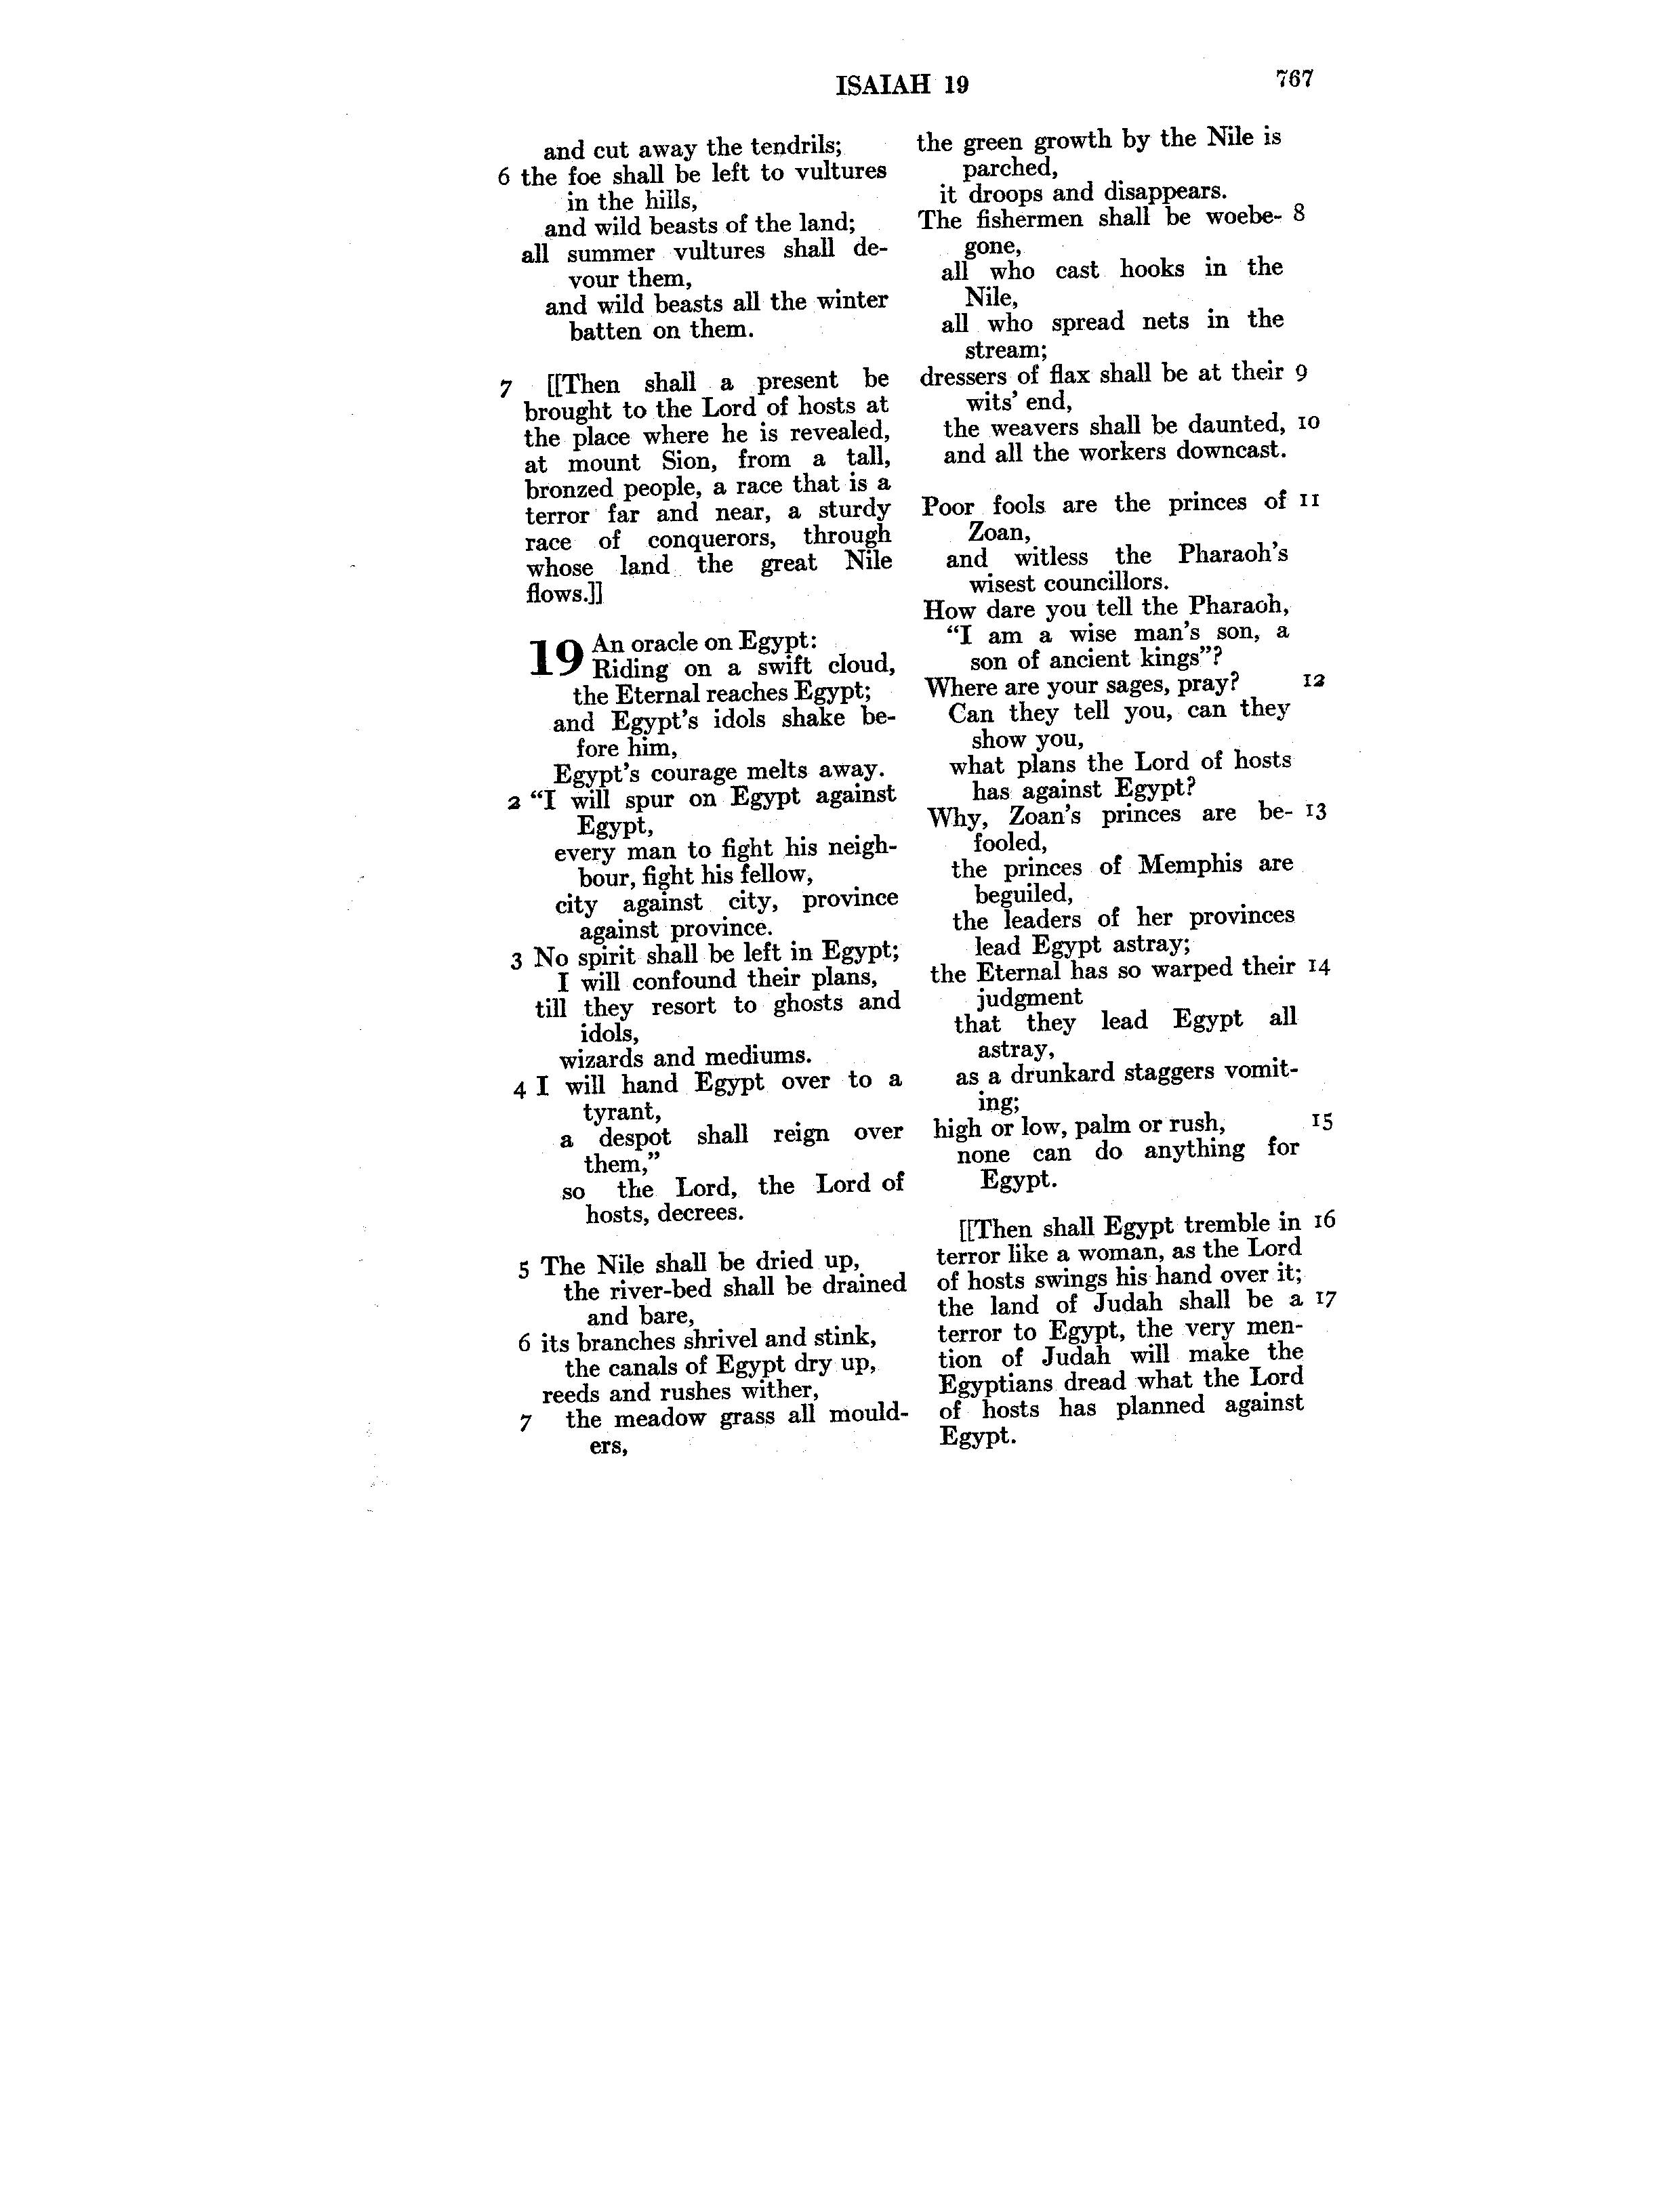 ISAIAH 19
767
and cut away the tendrils;
6 the foe shall be left to vultures
in the hills,
and wild beasts of the land;
all summer vultures shall de-
vour them,
and wild beasts all the winter
batten on them.
7 [[Then shall a present be
brought to the Lord of hosts at
the place where he is revealed,
at mount Sion, from a tall,
bronzed people, a race that is a
terror far and near, a sturdy
race of conquerors, through
whose land the great Nile
flows.]]
19 An oracle on Egypt:
Riding on a swift cloud,
the Eternal reaches Egypt;
and Egypt's idols shake be-
fore him,
Egypt's courage melts away.
2 “I will spur on Egypt against
Egypt,
every man to fight his neigh-
bour, fight his fellow,
city against city, province
against province.
3 No spirit shall be left in Egypt;
I will confound their plans,
till they resort to ghosts and
idols,
wizards and mediums.
4 I will hand Egypt over to a
tyrant,
a despot shall reign over
them,”
so the Lord, the Lord of
hosts, decrees.
5 The Nile shall be dried up,
the river-bed shall be drained
and bare,
6 its branches shrivel and stink,
the canals of Egypt dry up,
reeds and rushes wither,
7 the meadow grass all mould-
ers,
the green growth by the Nile is
parched,
it droops and disappears.
The fishermen shall be woebe- 8
gone,
all who cast hooks in the
Nile,
all who spread nets in the
stream;
dressers of flax shall be at their 9
wits' end,
the weavers shall be daunted, 10
and all the workers downcast.
Poor fools are the princes of 11
Zoan,
and witless the Pharaoh's
wisest councillors.
How dare you tell the Pharaoh,
“I am a wise man's son, a
son of ancient kings”?
Where are your sages, pray? 12
Can they tell you, can they
show you,
what plans the Lord of hosts
has against Egypt?
Why, Zoan's princes are be- 13
fooled,
the princes of Memphis are
beguiled,
the leaders of her provinces
lead Egypt astray;
the Eternal has so warped their 14
judgment
that they lead Egypt all
astray,
as a drunkard staggers vomit-
ing;
high or low, palm or rush, 15
none can do anything for
Egypt.
[[Then shall Egypt tremble in 16
terror like a woman, as the Lord
of hosts swings his hand over it;
the land of Judah shall be a 17
terror to Egypt, the very men-
tion of Judah will make the
Egyptians dread what the Lord
of hosts has planned against
Egypt.